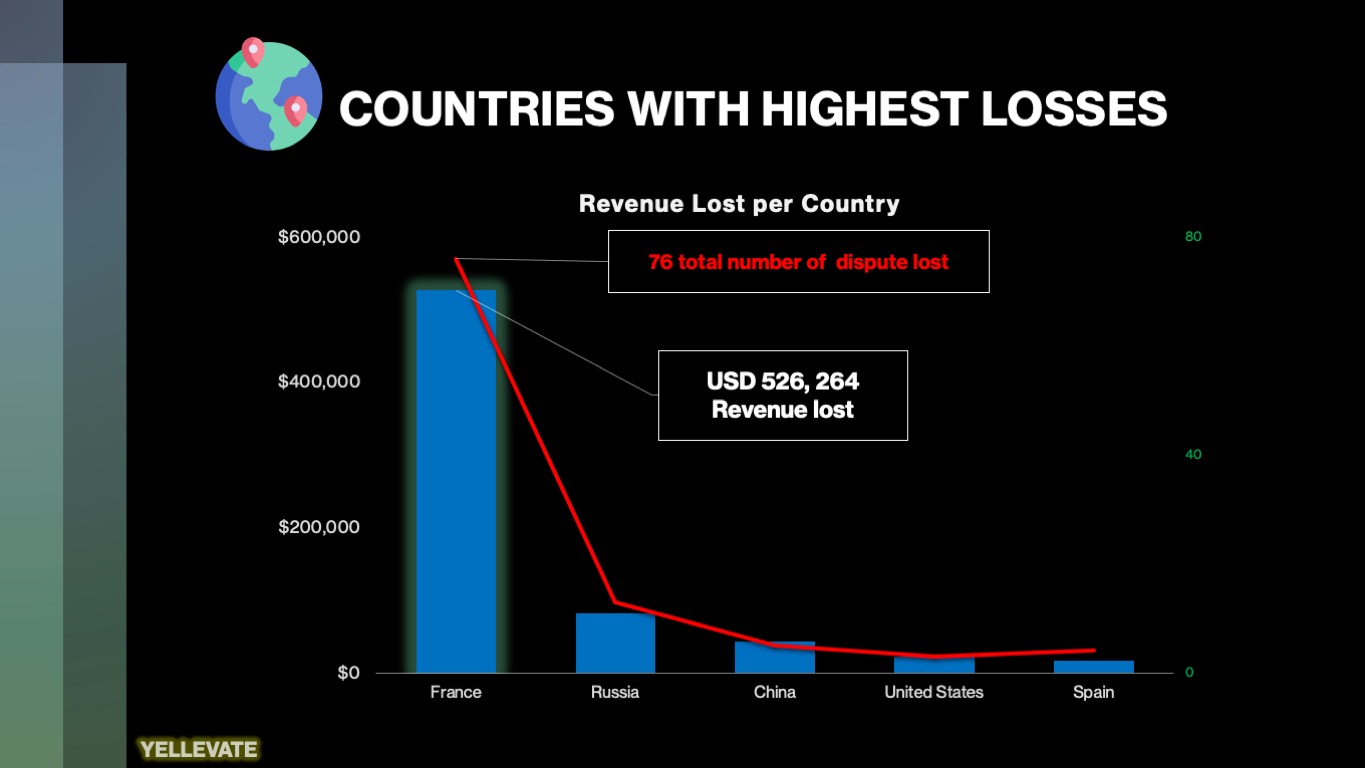 COUNTRIES WITH HIGHEST LOSSES
Revenue Lost per Country
$600,000
80
76 total number of  dispute lost
USD 526, 264
Revenue lost
$400,000
40
$200,000
$0
0
France
Russia
China
United States
Spain
YELLEVATE